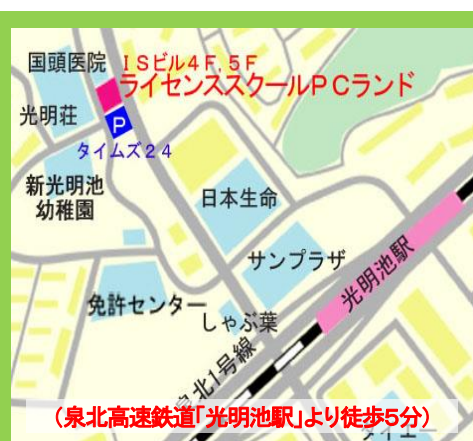 国頭医院
ＩＳビル４Ｆ．５Ｆ
ライセンススクールＰＣランド
光明荘
P
タイムズ２４
新光明池
幼稚園
日本生命
サンプラザ
光明池駅
免許センター
しゃぶ葉
泉北1号線
（泉北高速鉄道「光明池駅」より徒歩5分）